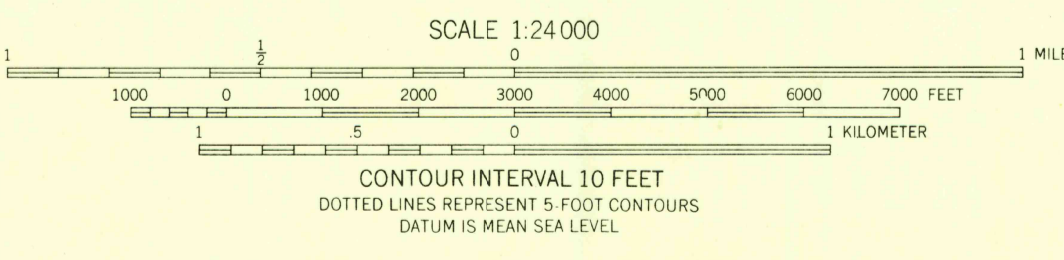 SCALE 1:24 000
1 1/2 0 1 MILE
1000 0 1000 2000 3000 4000 5000 6000 7000 FEET
1 .5 0 1 KILOMETER
CONTOUR INTERVAL 10 FEET
DOTTED LINES REPRESENT 5-FOOT CONTOURS
DATUM IS MEAN SEA LEVEL